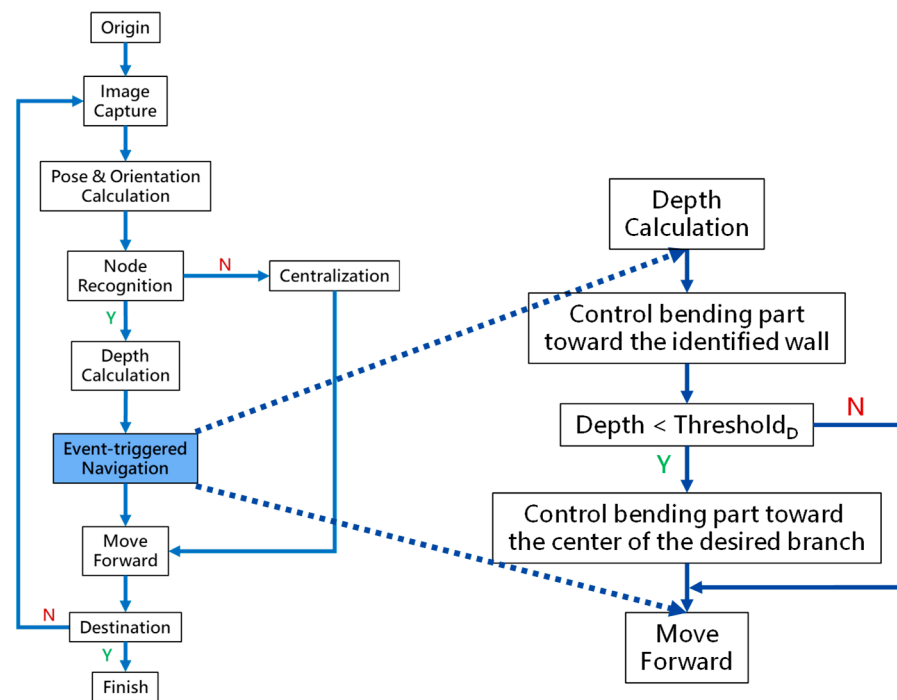 Origin
Image
Capture
Pose & Orientation
Calculation
Node
Recognition
N
Centralization
Y
Depth
Calculation
Event-triggered
Navigation
Move
Forward
N
Destination
Y
Finish
Depth
Calculation
Control bending part
toward the identified wall
Depth < Threshold_D
N
Y
Control bending part toward
the center of the desired branch
Move
Forward